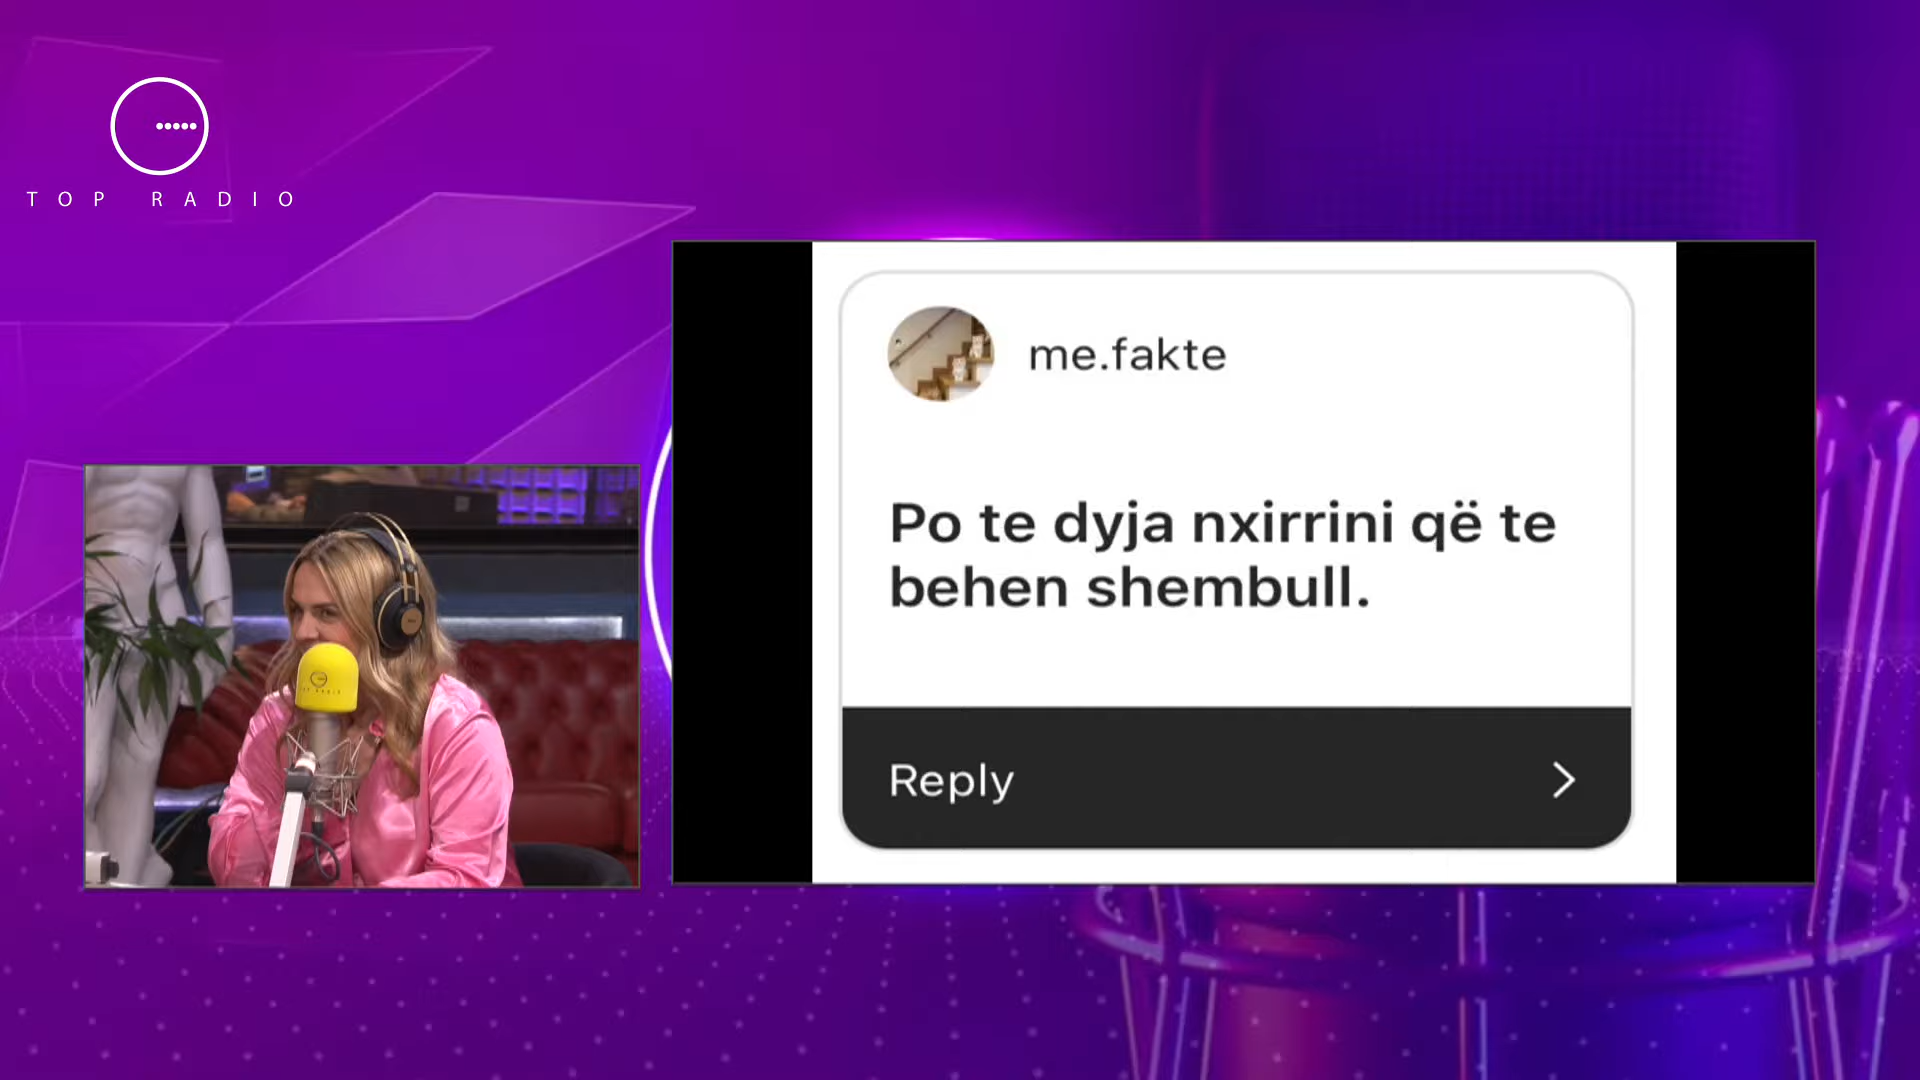 TOP RADIO
me.fakte
Po te dyja nxirrini që te
behen shembull.
Reply